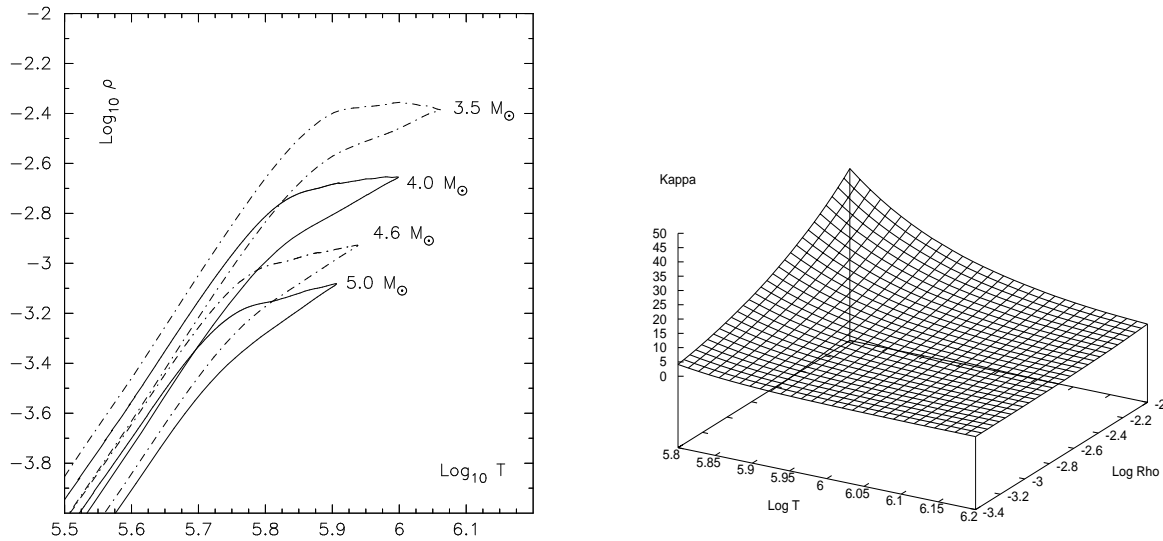 −2
−2.2
−2.4
−2.6
−2.8
−3
−3.2
−3.4
−3.6
−3.8
Log₁₀ ρ
3.5 M⊙
4.0 M⊙
4.6 M⊙
5.0 M⊙
Log₁₀ T
5.5 5.6 5.7 5.8 5.9 6 6.1
Kappa
50
45
40
35
30
25
20
15
10
5
0
5.8 5.85 5.9 5.95 6 6.05 6.1 6.15 6.2
Log T
-3.4 -3.2 -3 -2.8 -2.6 -2.4 -2.2 -2
Log Rho